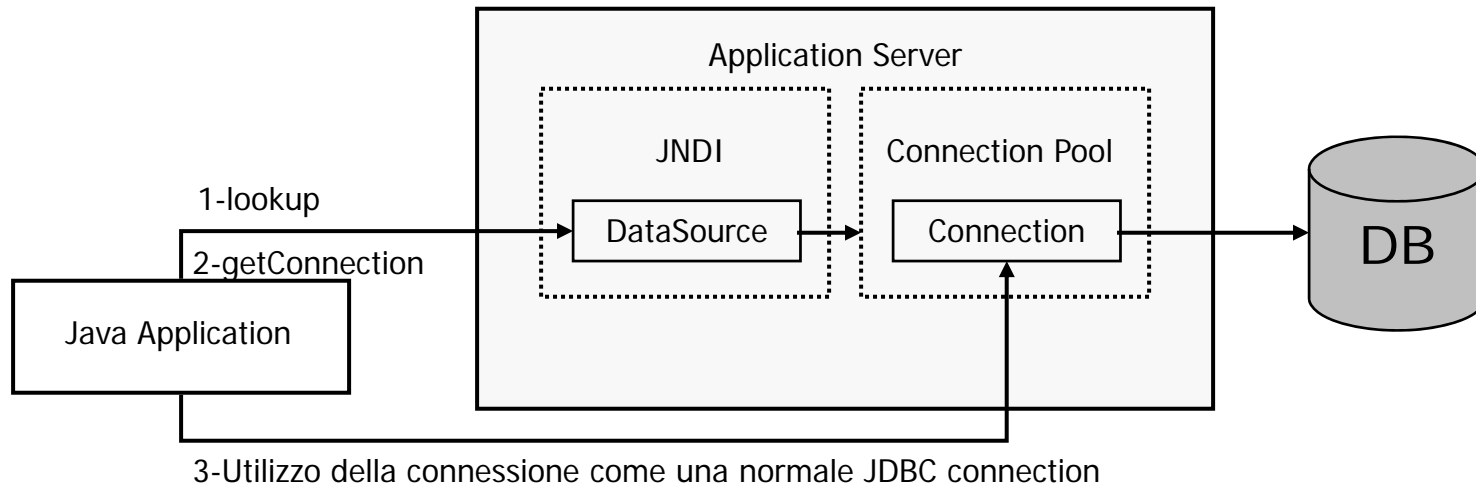 Application Server
JNDI
Connection Pool
1-lookup
DataSource
Connection
DB
2-getConnection
Java Application
3-Utilizzo della connessione come una normale JDBC connection